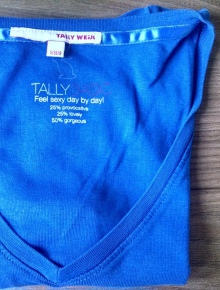 TALLY WEiJL
TALLY
Feel sexy day by day!
25% provocative
25% lovely
50% gorgeous